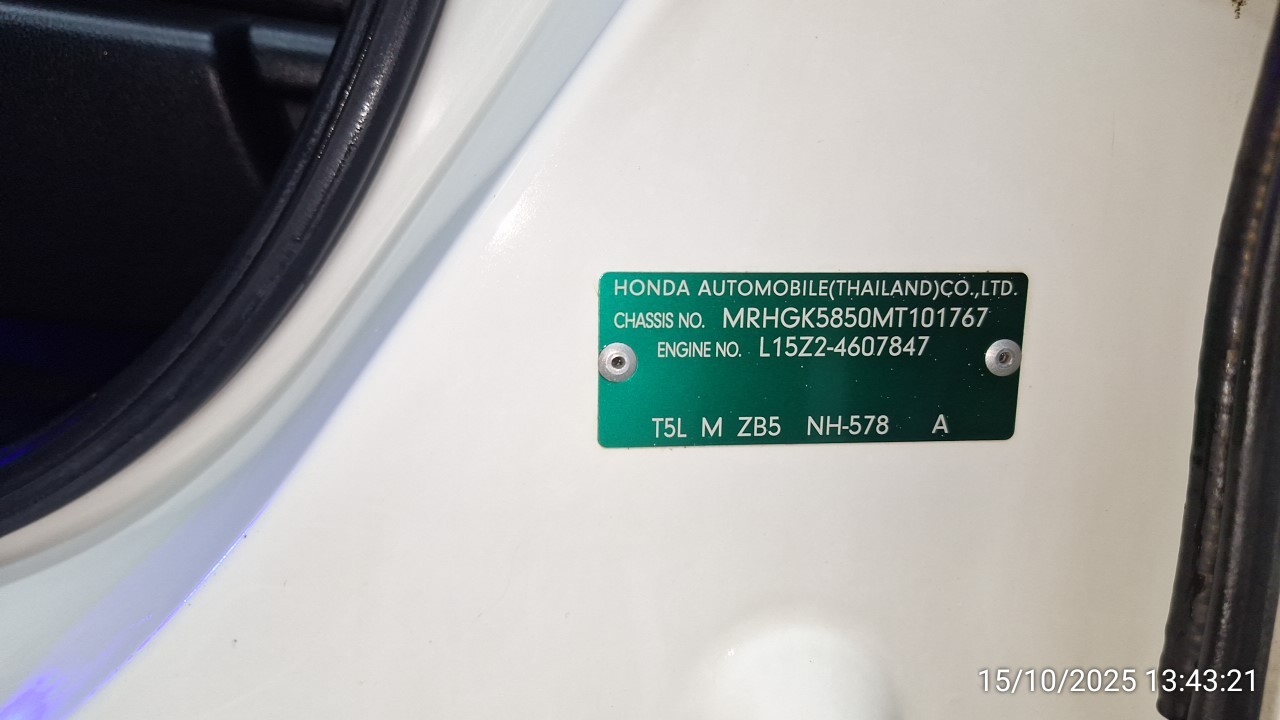 HONDA AUTOMOBILE(THAILAND)CO.,LTD.
CHASSIS NO. MRHGK5850MT101767
ENGINE NO. L15Z2-4607847
T5L M ZB5 NH-578 A
15/10/2025 13:43:21